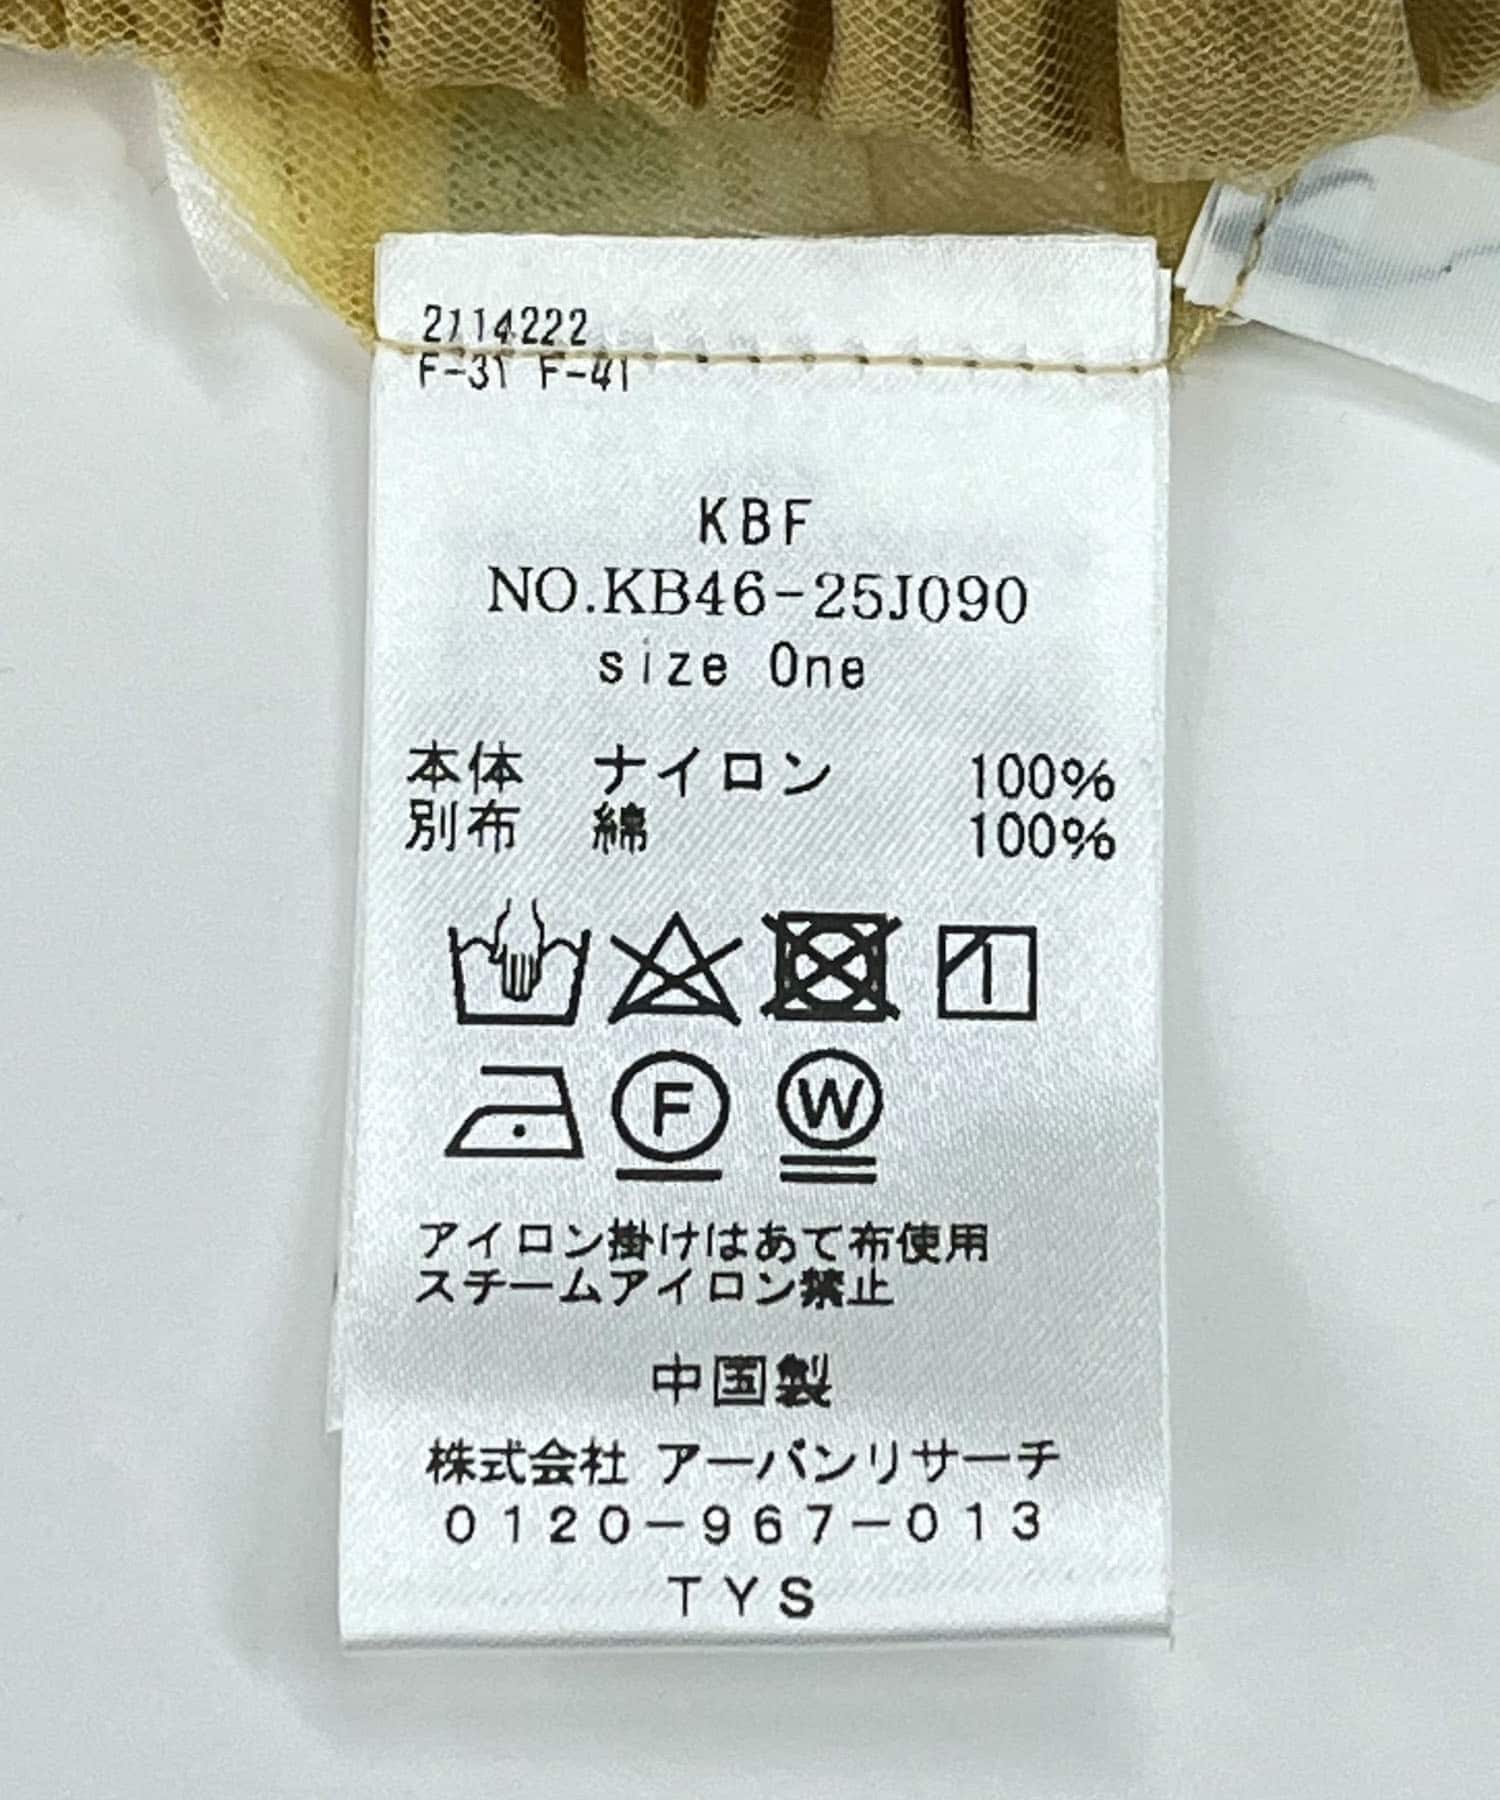 2114222
F-31 F-41
KBF
NO.KB46-25J090
size One
本体 ナイロン 100%
別布 綿 100%
F W
アイロン掛けはあて布使用
スチームアイロン禁止
中国製
株式会社 アーバンリサーチ
0120-967-013
TYS